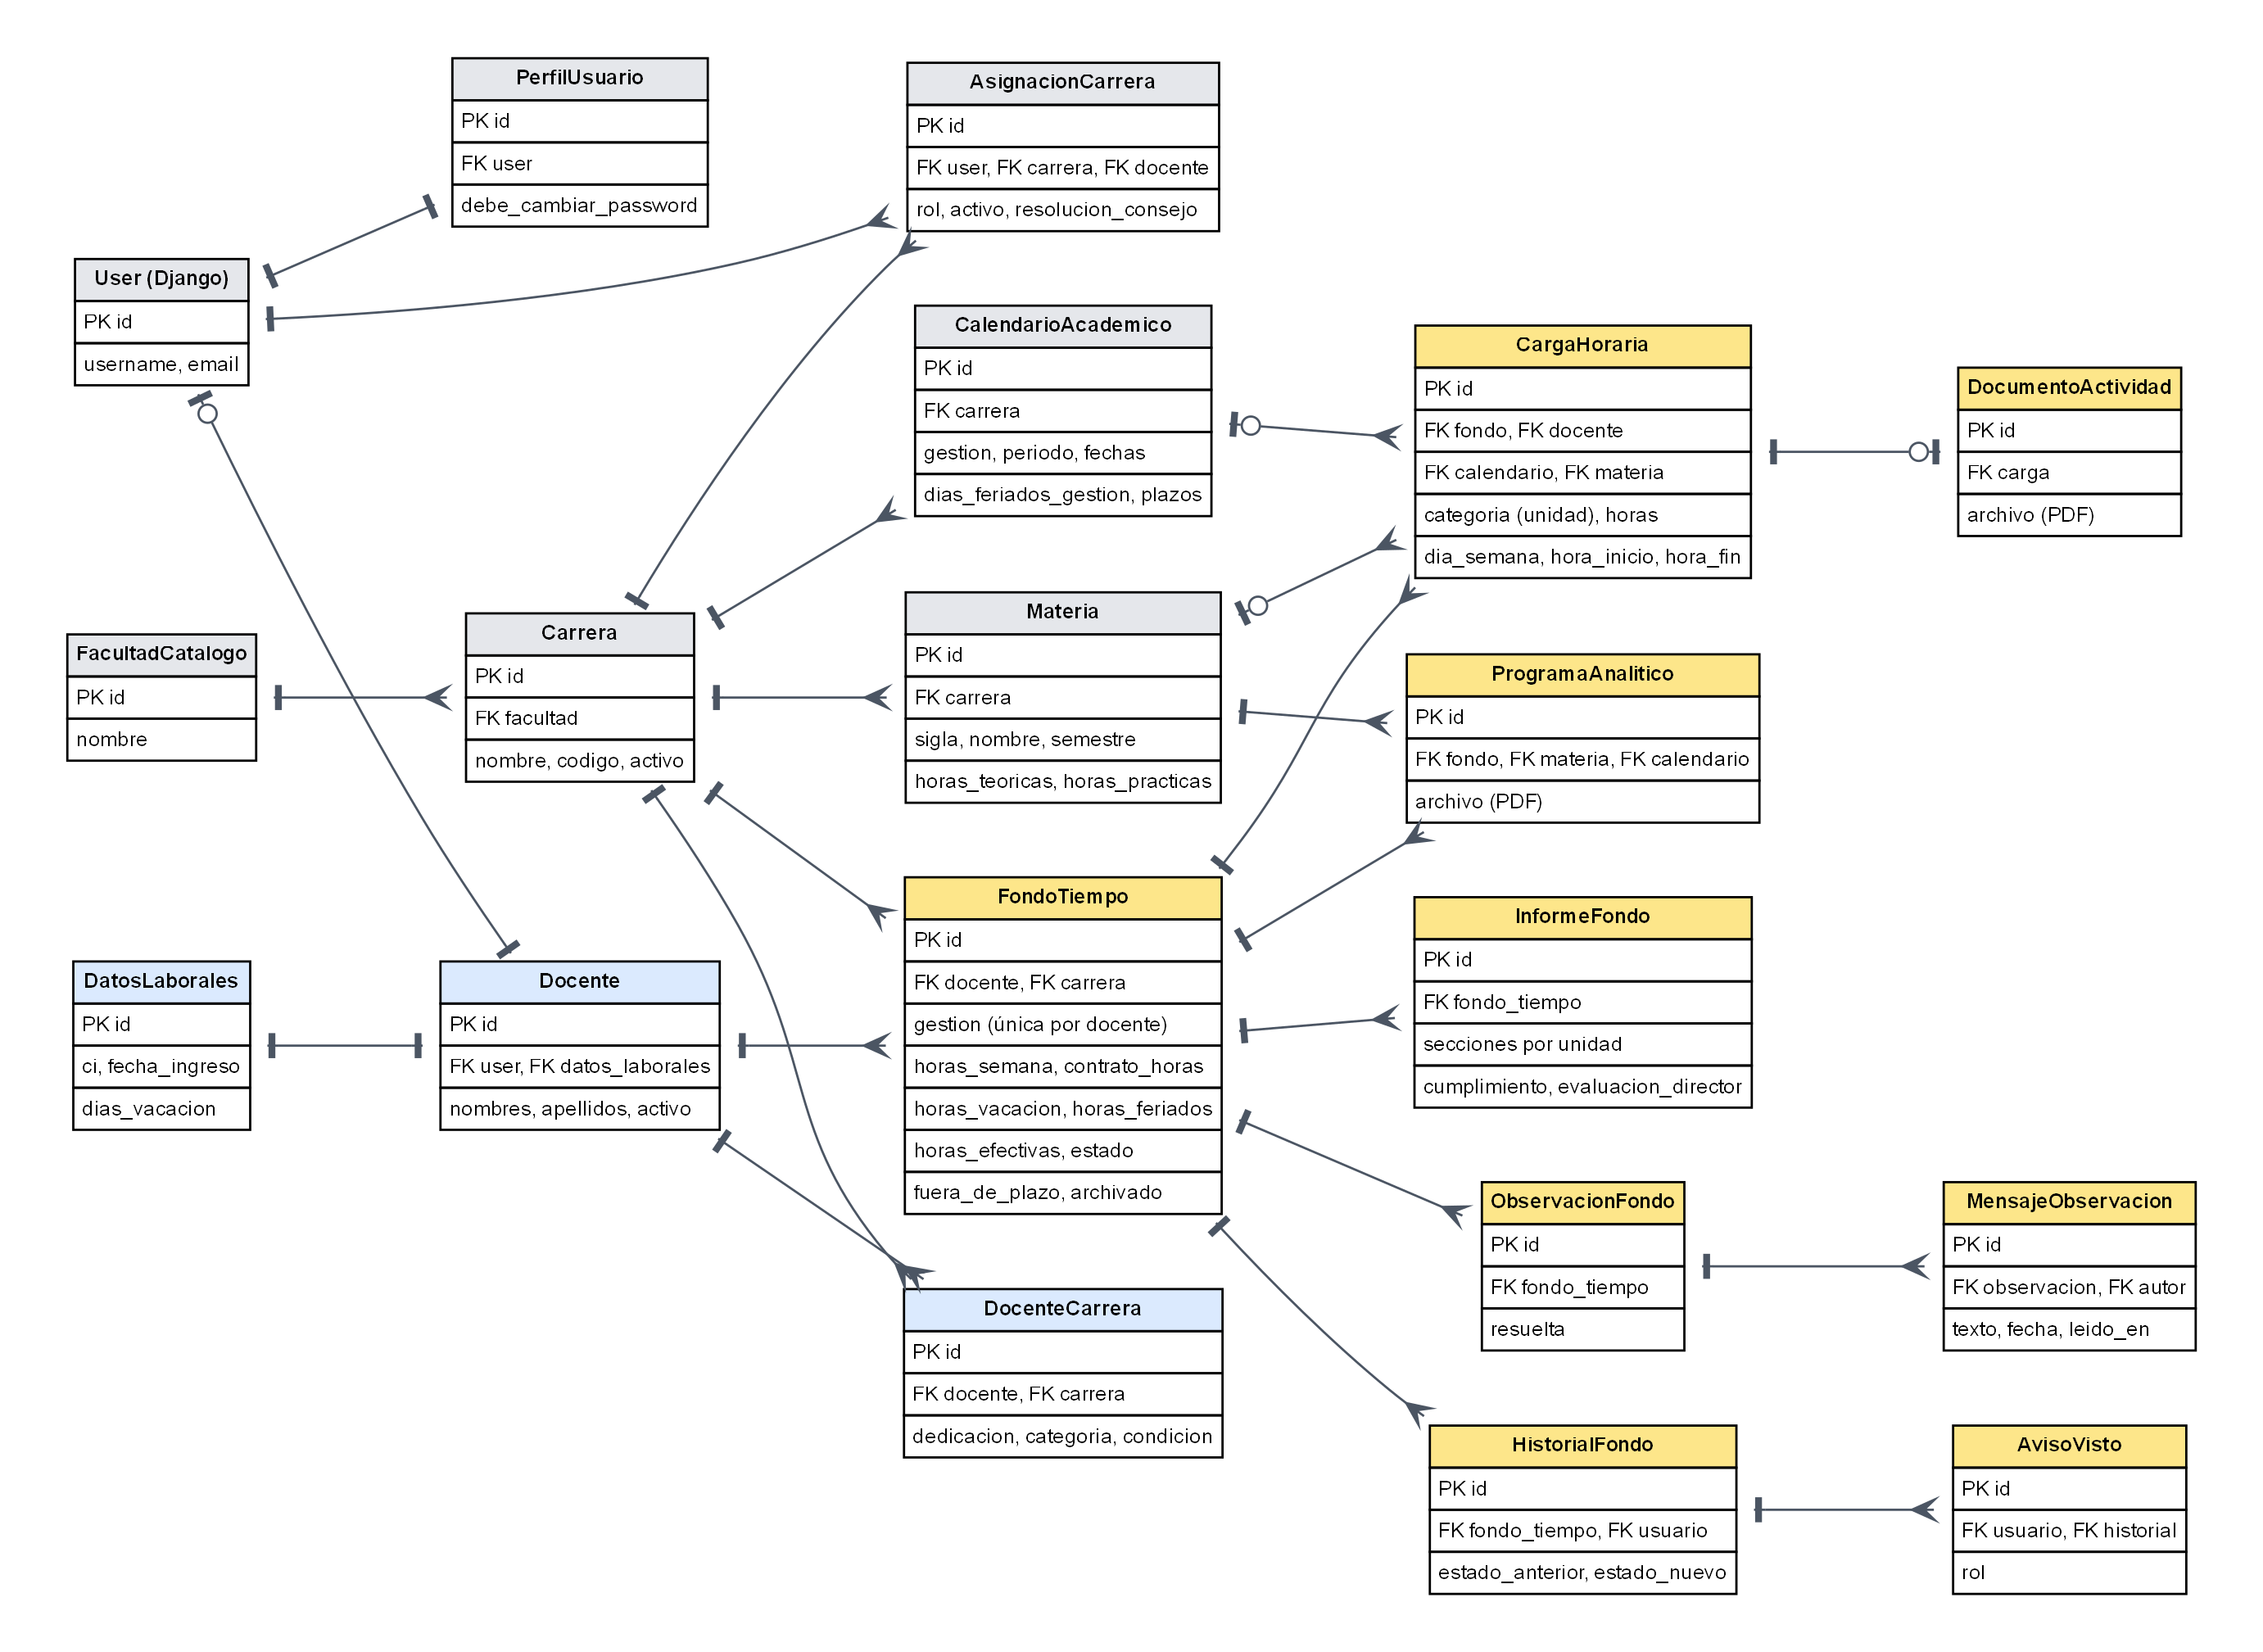 PerfilUsuario
PK id
FK user
debe_cambiar_password
AsignacionCarrera
PK id
FK user, FK carrera, FK docente
rol, activo, resolucion_consejo
User (Django)
PK id
username, email
CalendarioAcademico
PK id
FK carrera
gestion, periodo, fechas
dias_feriados_gestion, plazos
CargaHoraria
PK id
FK fondo, FK docente
FK calendario, FK materia
categoria (unidad), horas
dia_semana, hora_inicio, hora_fin
DocumentoActividad
PK id
FK carga
archivo (PDF)
FacultadCatalogo
PK id
nombre
Carrera
PK id
FK facultad
nombre, codigo, activo
Materia
PK id
FK carrera
sigla, nombre, semestre
horas_teoricas, horas_practicas
ProgramaAnalitico
PK id
FK fondo, FK materia, FK calendario
archivo (PDF)
DatosLaborales
PK id
ci, fecha_ingreso
dias_vacacion
Docente
PK id
FK user, FK datos_laborales
nombres, apellidos, activo
FondoTiempo
PK id
FK docente, FK carrera
gestion (única por docente)
horas_semana, contrato_horas
horas_vacacion, horas_feriados
horas_efectivas, estado
fuera_de_plazo, archivado
InformeFondo
PK id
FK fondo_tiempo
secciones por unidad
cumplimiento, evaluacion_director
ObservacionFondo
PK id
FK fondo_tiempo
resuelta
MensajeObservacion
PK id
FK observacion, FK autor
texto, fecha, leido_en
DocenteCarrera
PK id
FK docente, FK carrera
dedicacion, categoria, condicion
HistorialFondo
PK id
FK fondo_tiempo, FK usuario
estado_anterior, estado_nuevo
AvisoVisto
PK id
FK usuario, FK historial
rol